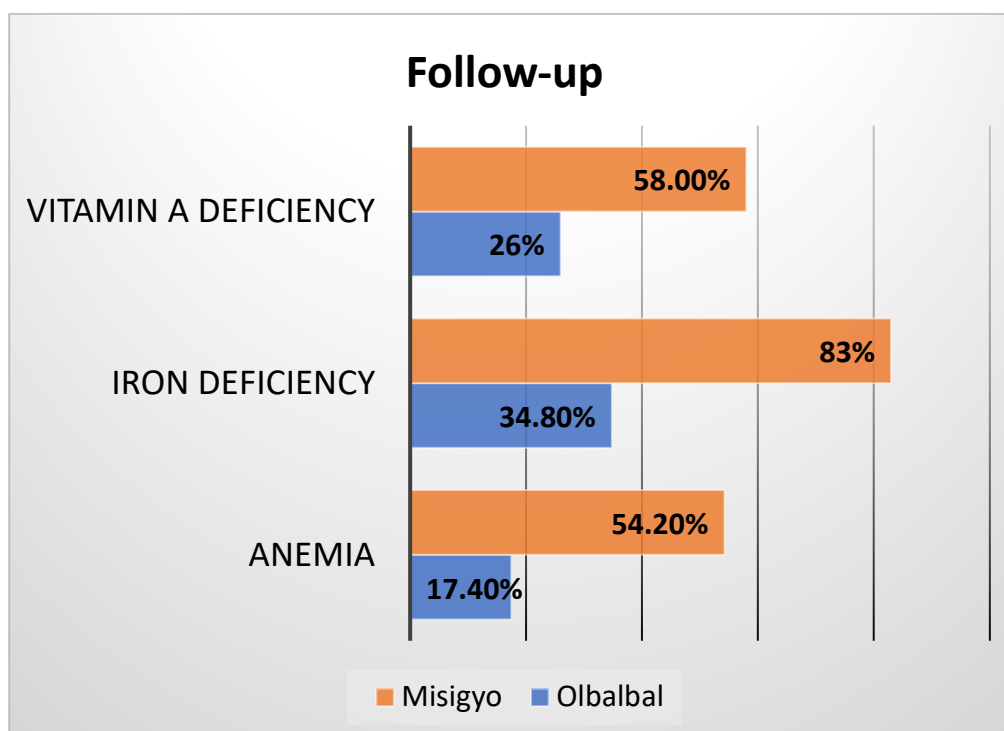 Follow-up
VITAMIN A DEFICIENCY
58.00%
26%
IRON DEFICIENCY
83%
34.80%
ANEMIA
54.20%
17.40%
Misigyo
Olbalbal